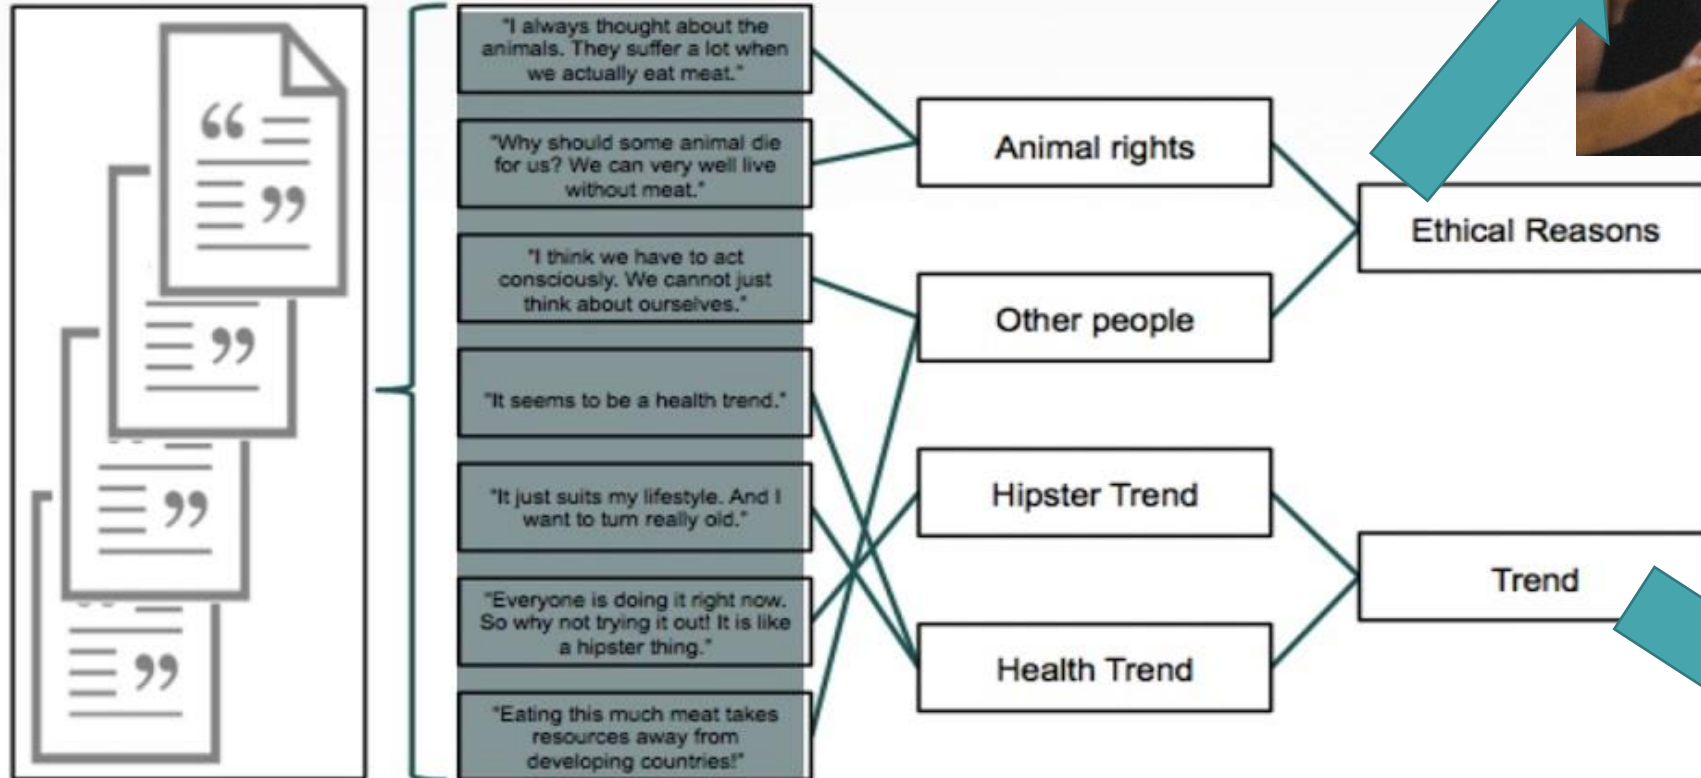 "I always thought about the
animals. They suffer a lot when
we actually eat meat."
"Why should some animal die
for us? We can very well live
without meat."
"I think we have to act
consciously. We cannot just
think about ourselves."
"It seems to be a health trend."
"It just suits my lifestyle. And I
want to turn really old."
"Everyone is doing it right now.
So why not trying it out! It is like
a hipster thing."
"Eating this much meat takes
resources away from
developing countries!"
Animal rights
Other people
Hipster Trend
Health Trend
Ethical Reasons
Trend